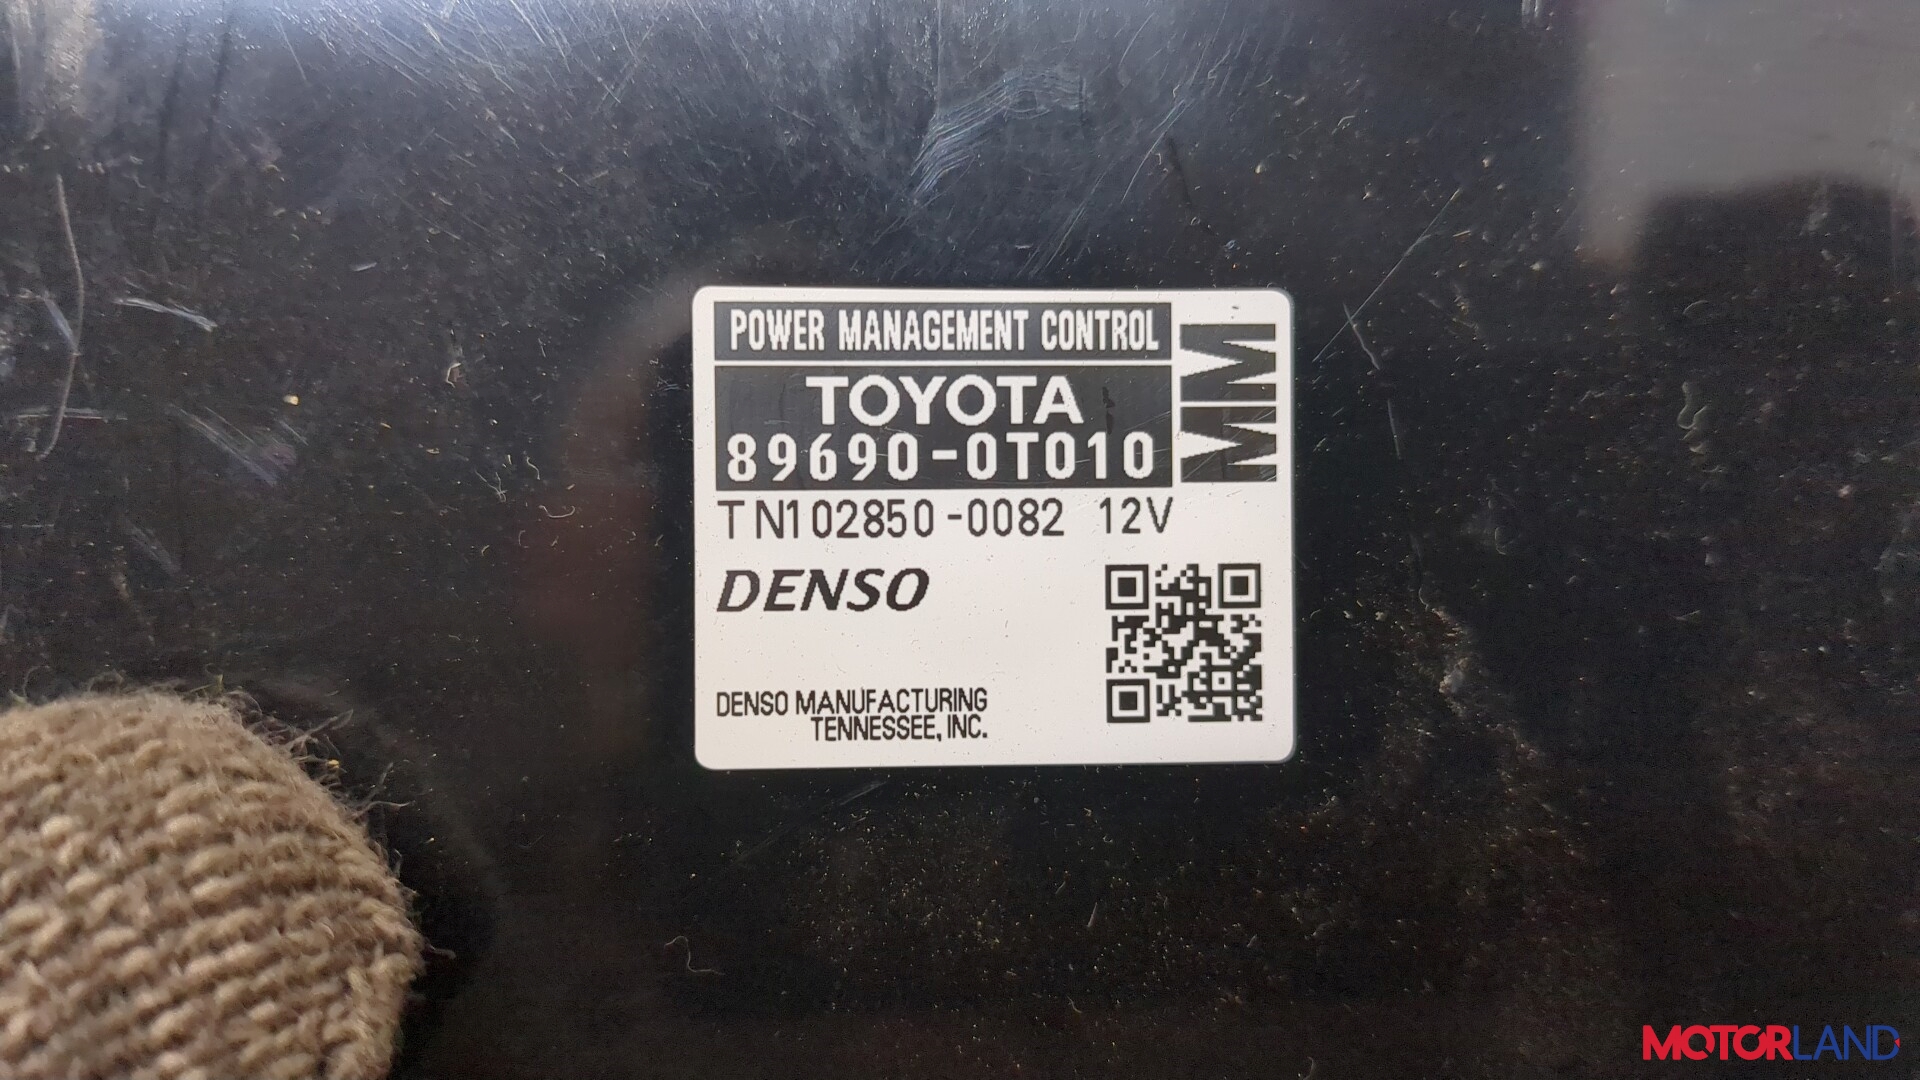 POWER MANAGEMENT CONTROL
MM
TOYOTA
89690-0T010
TN102850-0082 12V
DENSO
DENSO MANUFACTURING
TENNESSEE, INC.
MOTORLAND